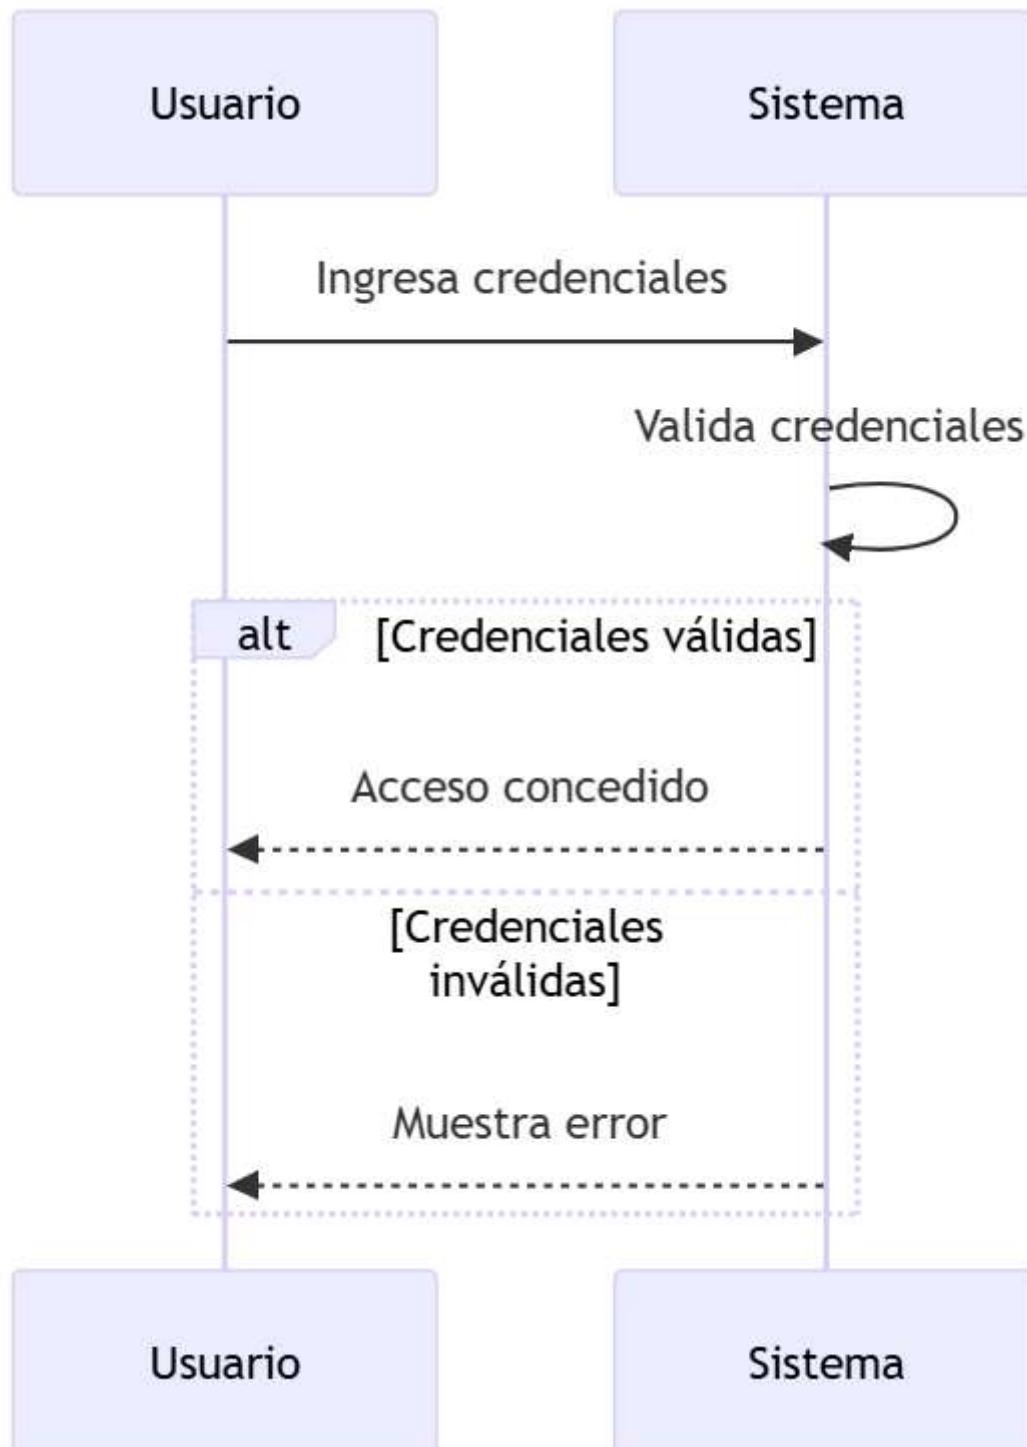 Usuario
Sistema
Ingresa credenciales
Valida credenciales
alt
[Credenciales válidas]
Acceso concedido
[Credenciales
inválidas]
Muestra error
Usuario
Sistema